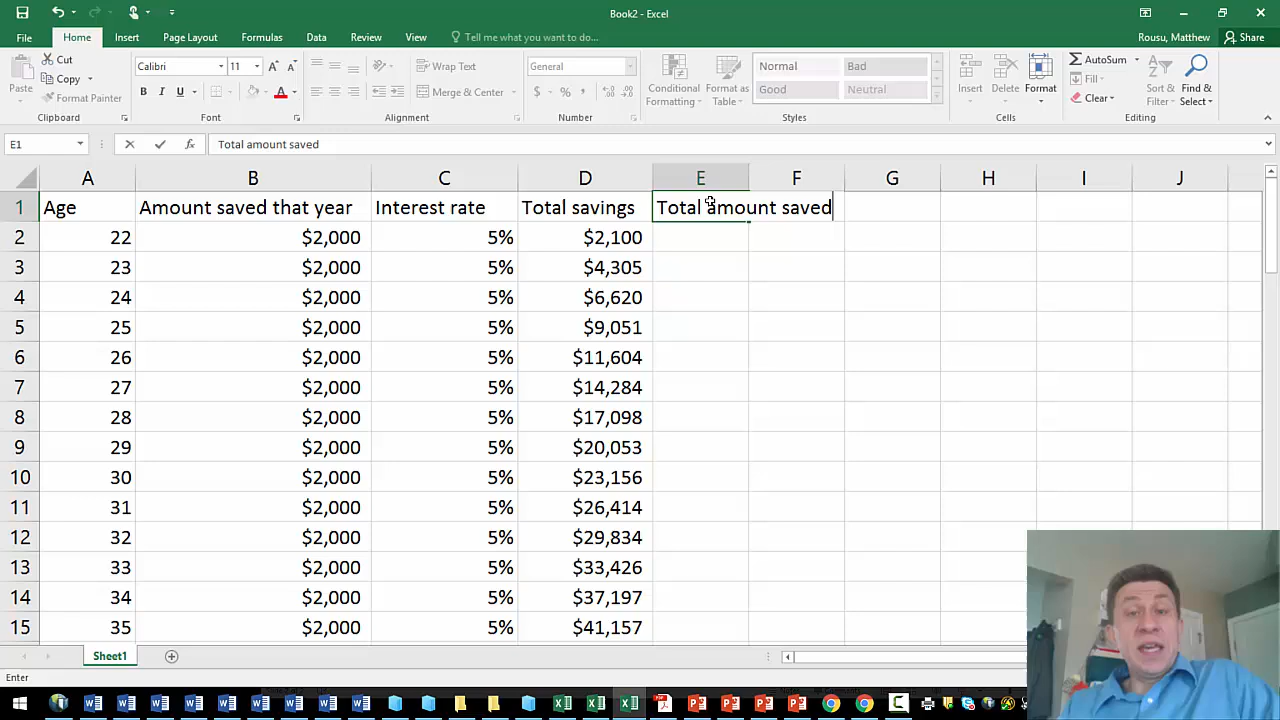 Book2 - Excel
File Home Insert Page Layout Formulas Data Review View Tell me what you want to do... Rousu, Matthew Share
Paste Cut Copy Format Painter Clipboard
Calibri 11 A A B I U A Font
Wrap Text Merge & Center Alignment
General $ % , Number
Conditional Formatting Format as Table Normal Bad Good Neutral Styles
Insert Delete Format Cells
AutoSum Fill Clear Sort & Filter Find & Select Editing
E1 fx Total amount saved
A B C D E F G H I J
1 Age Amount saved that year Interest rate Total savings Total amount saved
2 22 $2,000 5% $2,100
3 23 $2,000 5% $4,305
4 24 $2,000 5% $6,620
5 25 $2,000 5% $9,051
6 26 $2,000 5% $11,604
7 27 $2,000 5% $14,284
8 28 $2,000 5% $17,098
9 29 $2,000 5% $20,053
10 30 $2,000 5% $23,156
11 31 $2,000 5% $26,414
12 32 $2,000 5% $29,834
13 33 $2,000 5% $33,426
14 34 $2,000 5% $37,197
15 35 $2,000 5% $41,157
Sheet1
Enter